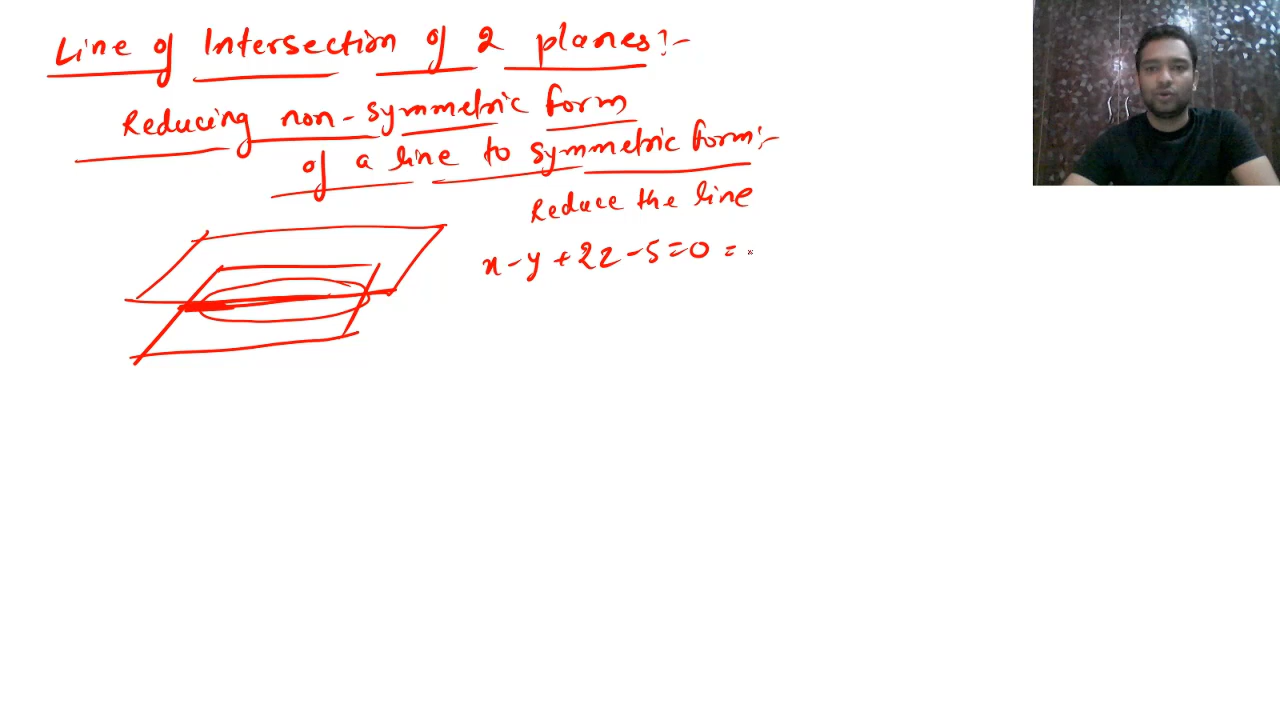 Line of Intersection of 2 planes:-
Reducing non-symmetric form
of a line to symmetric form:-
Reduce the line
x - y + 2z - 5 = 0 =